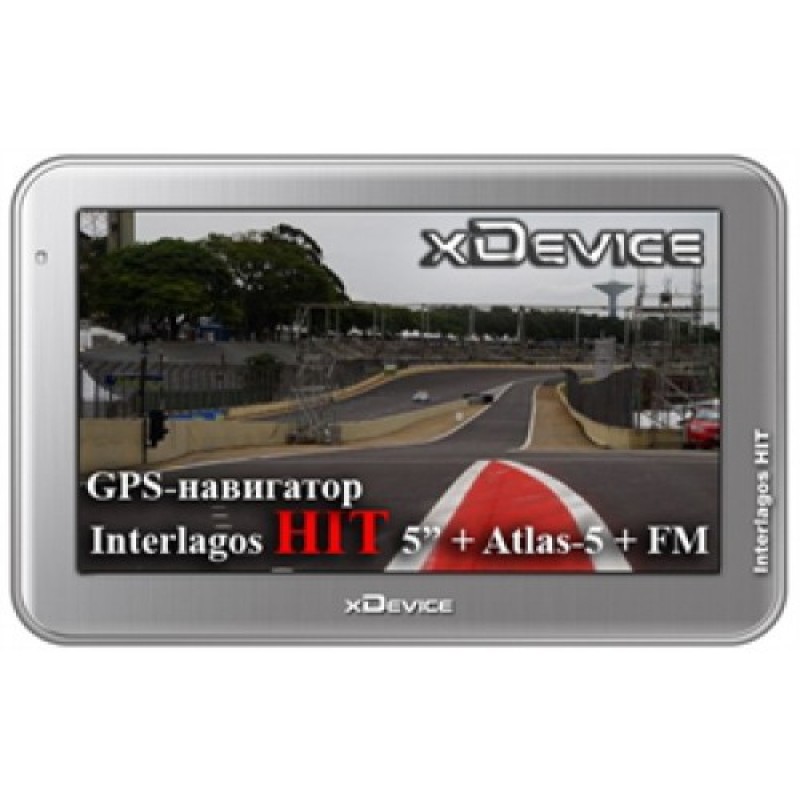 xDevice
GPS-навигатор
Interlagos HIT 5” + Atlas-5 + FM
Interlagos HIT
xDevice